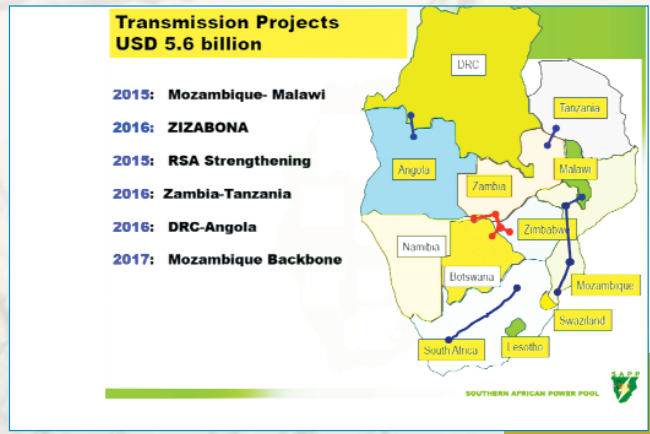 Transmission Projects
USD 5.6 billion
2015: Mozambique- Malawi
2016: ZIZABONA
2015: RSA Strengthening
2016: Zambia-Tanzania
2016: DRC-Angola
2017: Mozambique Backbone
DRC
Tanzania
Angola
Malawi
Zambia
Zimbabwe
Namibia
Botswana
Mozambique
Swaziland
South Africa
Lesotho
SAPP
SOUTHERN AFRICAN POWER POOL